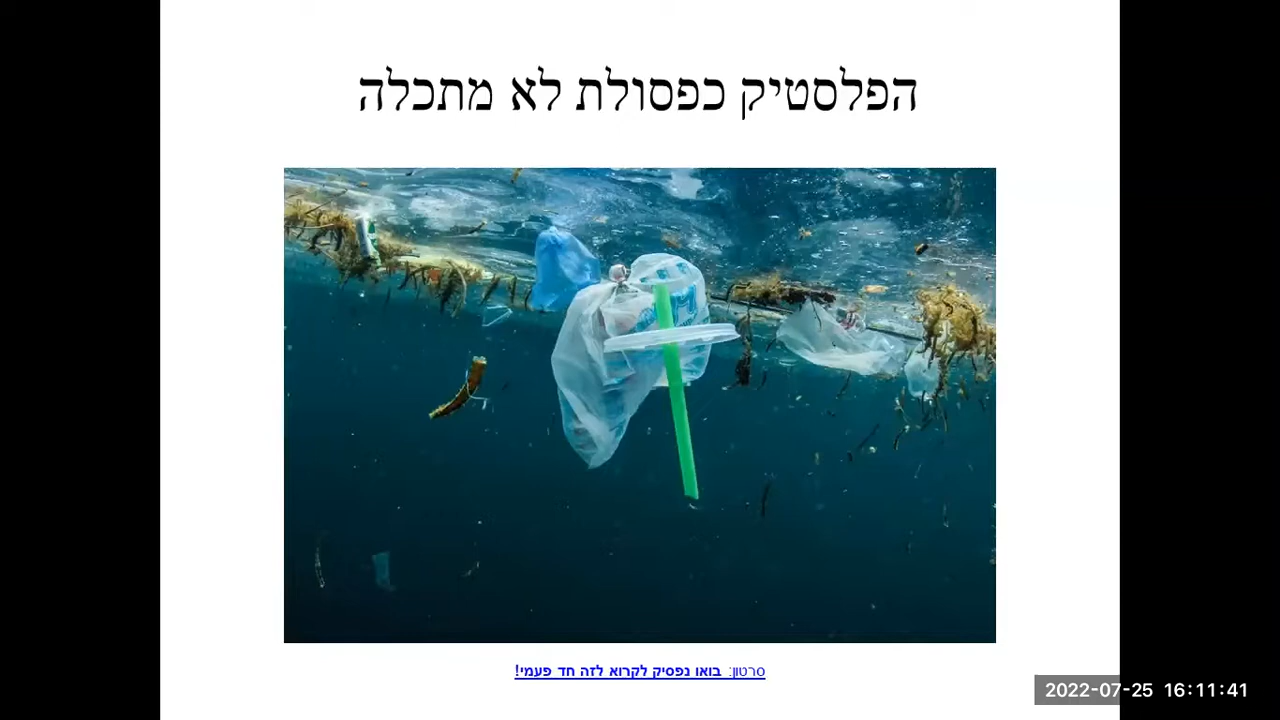 הפלסטיק כפסולת לא מתכלה
סרטון: בואו נפסיק לקרוא לזה חד פעמי!
2022-07-25 16:11:41